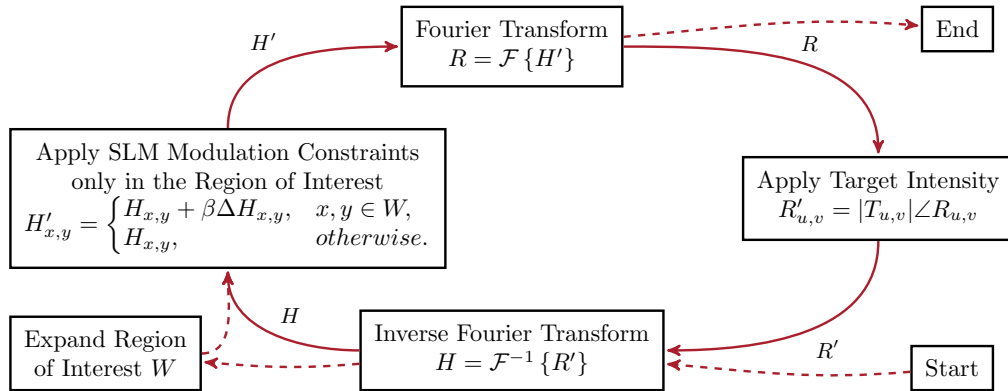 Fourier Transform
R = ℱ {H′}
End
H′
R
Apply SLM Modulation Constraints
only in the Region of Interest
H′x,y = { Hx,y + βΔHx,y, x, y ∈ W,
Hx,y, otherwise.
Apply Target Intensity
R′u,v = |Tu,v|∠Ru,v
H
R′
Expand Region
of Interest W
Inverse Fourier Transform
H = ℱ⁻¹ {R′}
Start